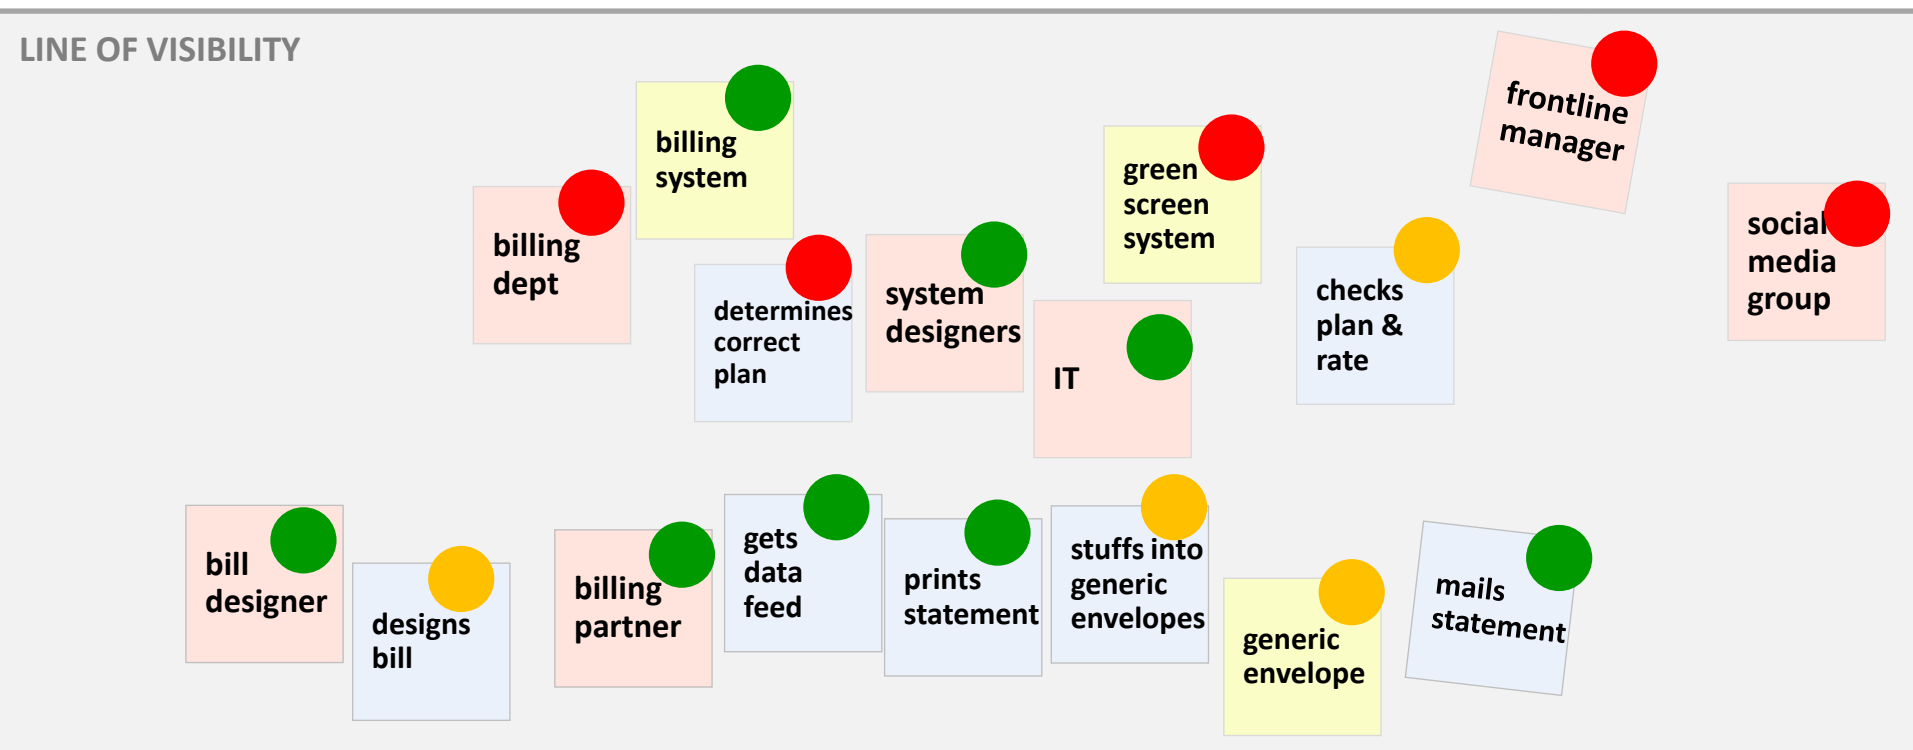 LINE OF VISIBILITY
billing
system
billing
dept
determines
correct
plan
system
designers
IT
green
screen
system
checks
plan &
rate
frontline
manager
social
media
group
bill
designer
designs
bill
billing
partner
gets
data
feed
prints
statement
stuffs into
generic
envelopes
generic
envelope
mails
statement